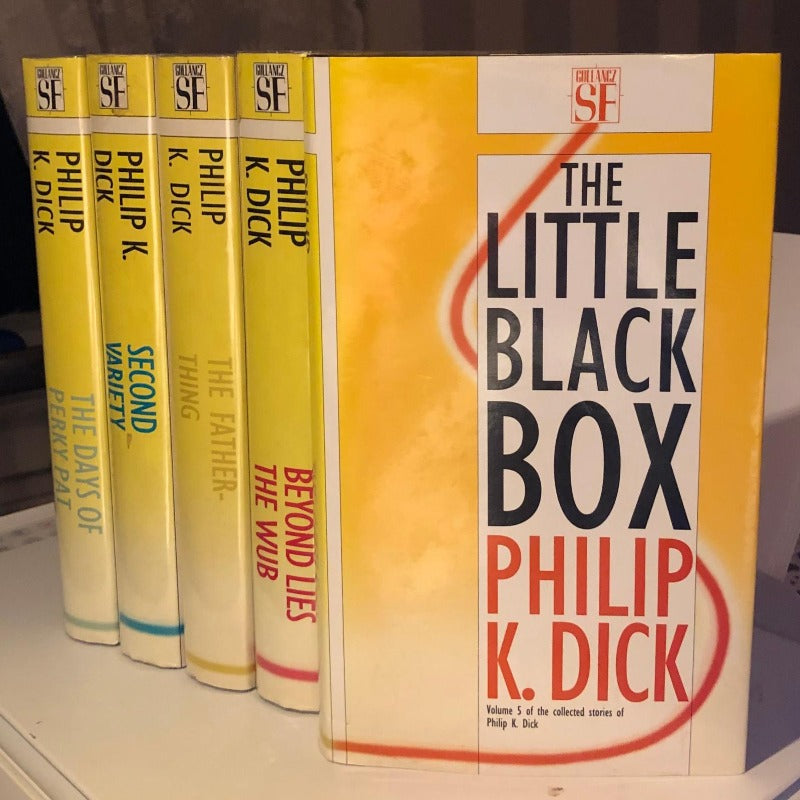 GOLLANCZ
SF
PHILIP
K. DICK
THE DAYS OF
PERKY PAT
GOLLANCZ
SF
PHILIP K.
DICK
SECOND
VARIETY
GOLLANCZ
SF
PHILIP
K. DICK
THE FATHER-
THING
GOLLANCZ
SF
PHILIP
K. DICK
BEYOND LIES
THE WUB
GOLLANCZ
SF
THE
LITTLE
BLACK
BOX
PHILIP
K. DICK
Volume 5 of the collected stories of
Philip K. Dick